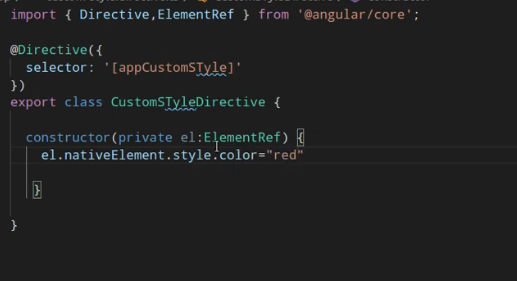 import { Directive,ElementRef } from '@angular/core';
@Directive({
selector: '[appCustomSTyle]'
})
export class CustomSTyleDirective {
constructor(private el:ElementRef) {
el.nativeElement.style.color="red"
}
}